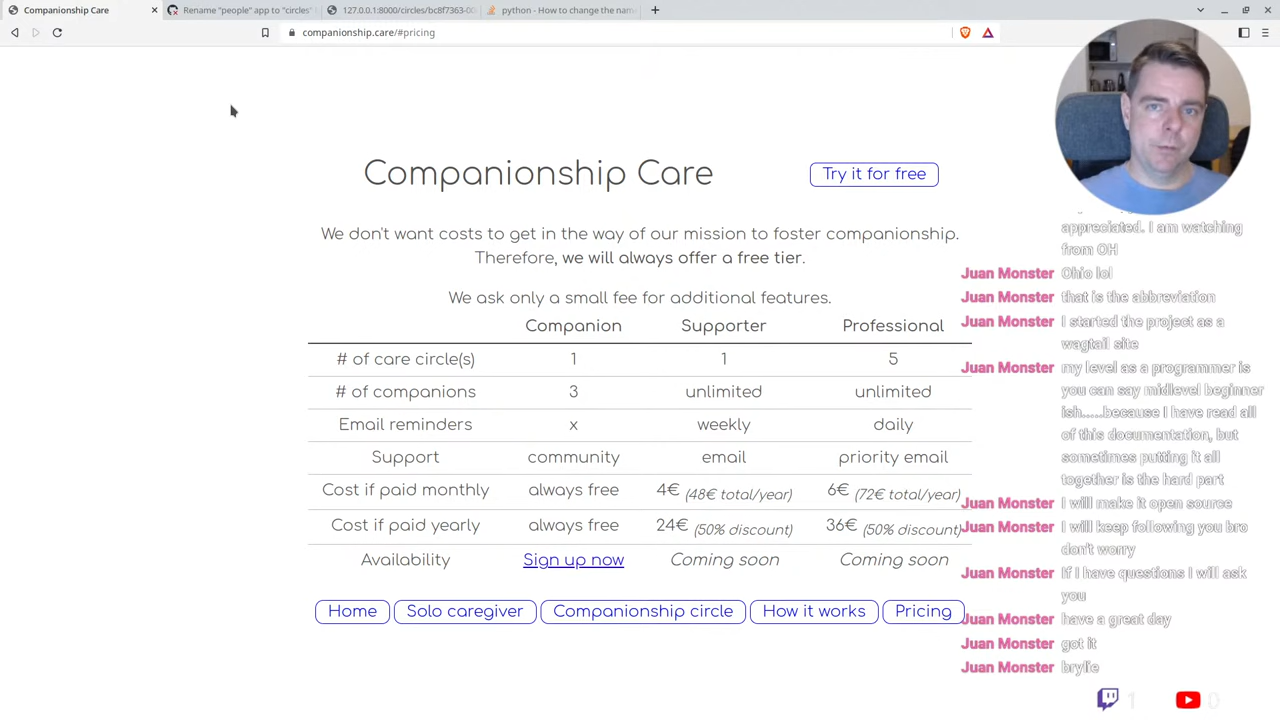 Companionship Care
Rename "people" app to "circles"
127.0.0.1:8000/circles/bc8f7363-00
python - How to change the nam
companionship.care/#pricing
Companionship Care
Try it for free
We don't want costs to get in the way of our mission to foster companionship.
Therefore, we will always offer a free tier.
We ask only a small fee for additional features.
Companion Supporter Professional
# of care circle(s) 1 1 5
# of companions 3 unlimited unlimited
Email reminders x weekly daily
Support community email priority email
Cost if paid monthly always free 4€ (48€ total/year) 6€ (72€ total/year)
Cost if paid yearly always free 24€ (50% discount) 36€ (50% discount)
Availability Sign up now Coming soon Coming soon
Home Solo caregiver Companionship circle How it works Pricing
appreciated. I am watching
from OH
Juan Monster Ohio lol
Juan Monster that is the abbreviation
Juan Monster I started the project as a
wagtail site
Juan Monster my level as a programmer is
you can say midlevel beginner
ish.....because I have read all
of this documentation, but
sometimes putting it all
together is the hard part
Juan Monster I will make it open source
Juan Monster I will keep following you bro
don't worry
Juan Monster If I have questions I will ask
you
Juan Monster have a great day
Juan Monster got it
Juan Monster brylie
1 0